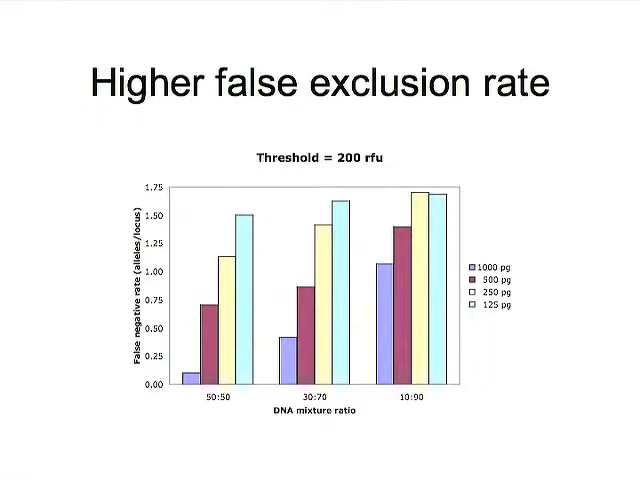 Higher false exclusion rate
Threshold = 200 rfu
False negative rate (alleles/locus)
1.75
1.50
1.25
1.00
0.75
0.50
0.25
0.00
50:50
30:70
10:90
DNA mixture ratio
1000 pg
500 pg
250 pg
125 pg